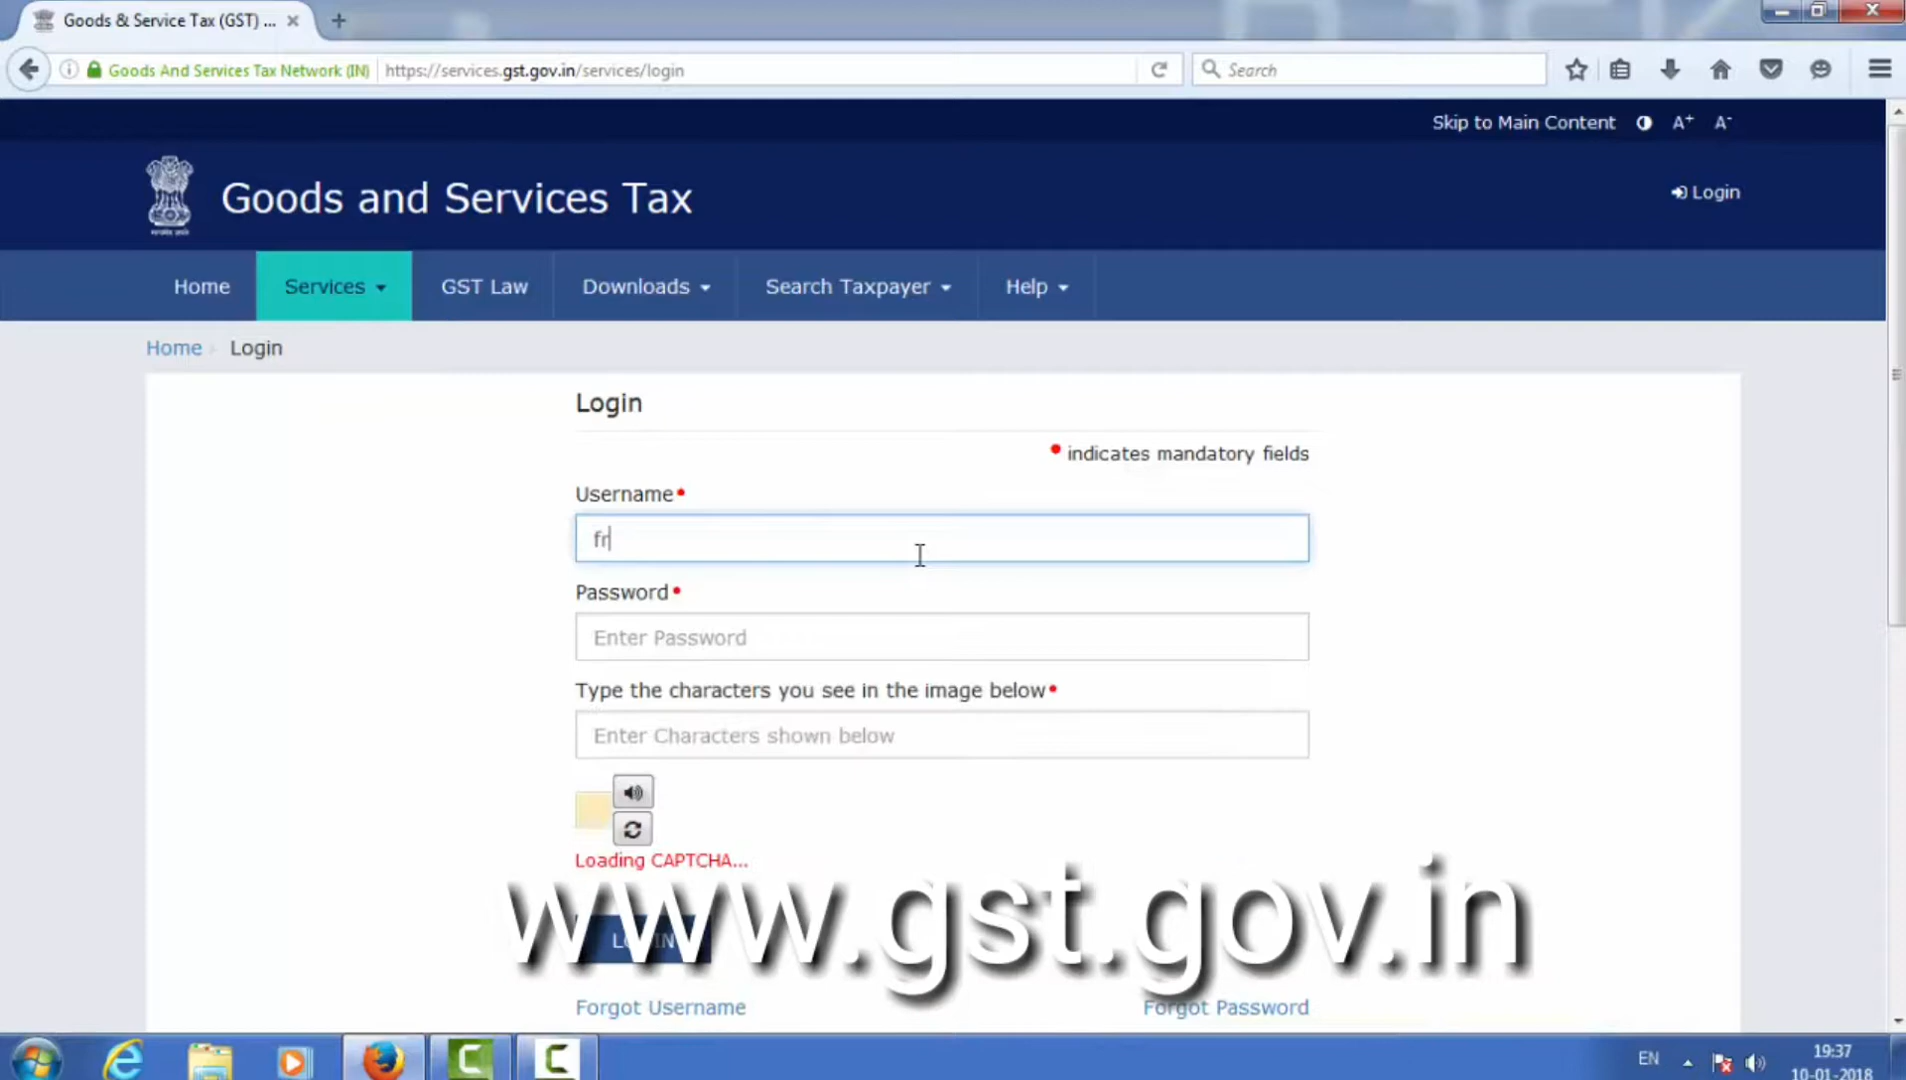 Goods & Service Tax (GST) ...
Goods And Services Tax Network (IN) https://services.gst.gov.in/services/login Search
Skip to Main Content A+ A-
Goods and Services Tax
Login
Home Services GST Law Downloads Search Taxpayer Help
Home Login
Login
• indicates mandatory fields
Username•
fr
Password•
Enter Password
Type the characters you see in the image below•
Enter Characters shown below
Loading CAPTCHA...
www.gst.gov.in
LOGIN
Forgot Username Forgot Password
EN 19:37
10-01-2018